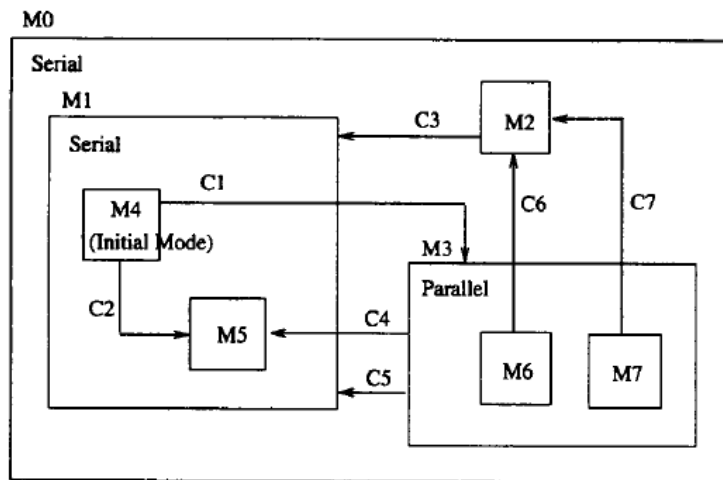 M0
Serial
M1
Serial
C3
M2
C1
M4
(Initial Mode)
C6
C7
M3
Parallel
C2
M5
C4
M6
M7
C5